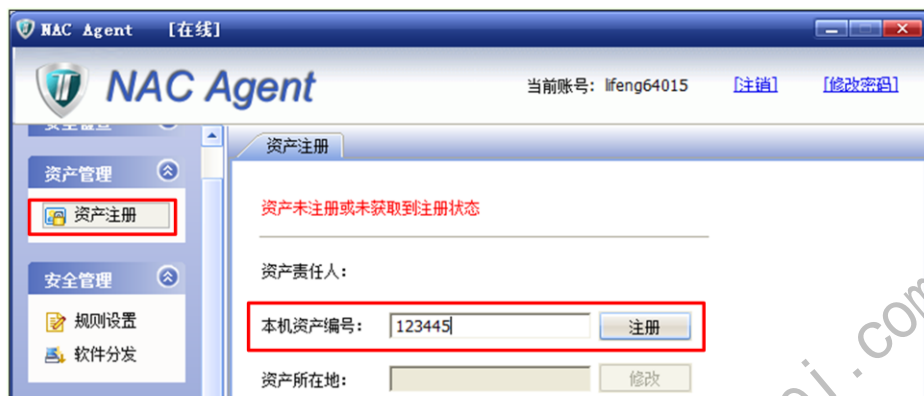 NAC Agent [在线]
NAC Agent
当前账号: lifeng64015 [注销] [修改密码]
资产注册
资产管理
资产注册
资产未注册或未获取到注册状态
安全管理
资产责任人:
规则设置
本机资产编号: 123445 注册
软件分发
资产所在地: 修改